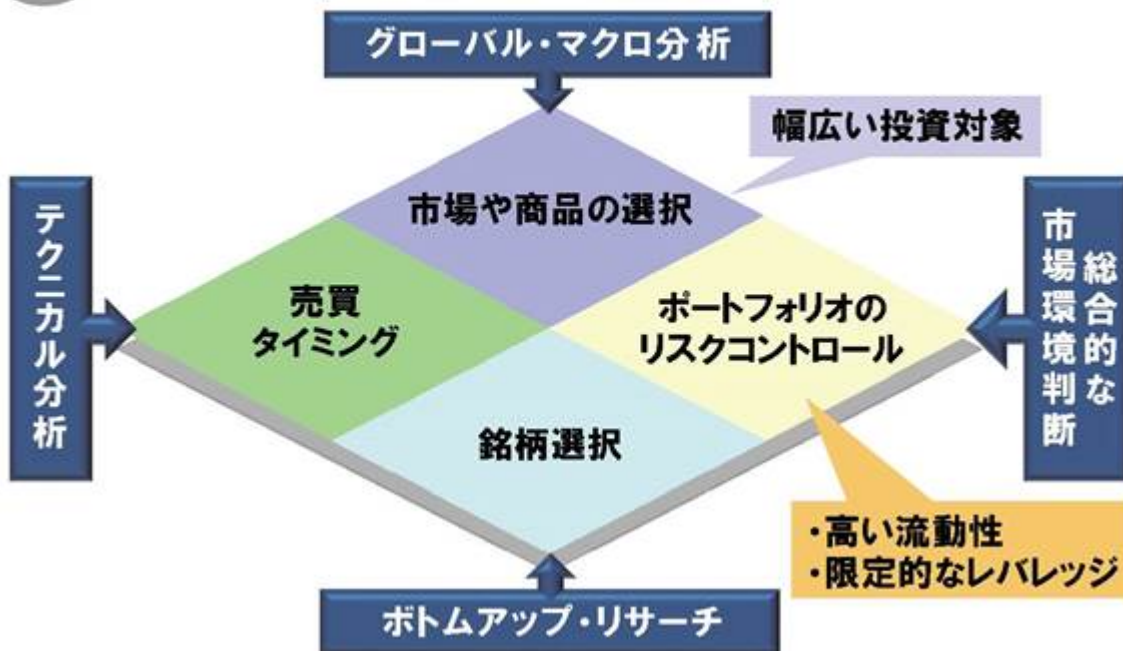 グローバル・マクロ分析
幅広い投資対象
市場や商品の選択
テクニカル分析
売買
タイミング
ポートフォリオの
リスクコントロール
総合的な
市場環境判断
銘柄選択
・高い流動性
・限定的なレバレッジ
ボトムアップ・リサーチ